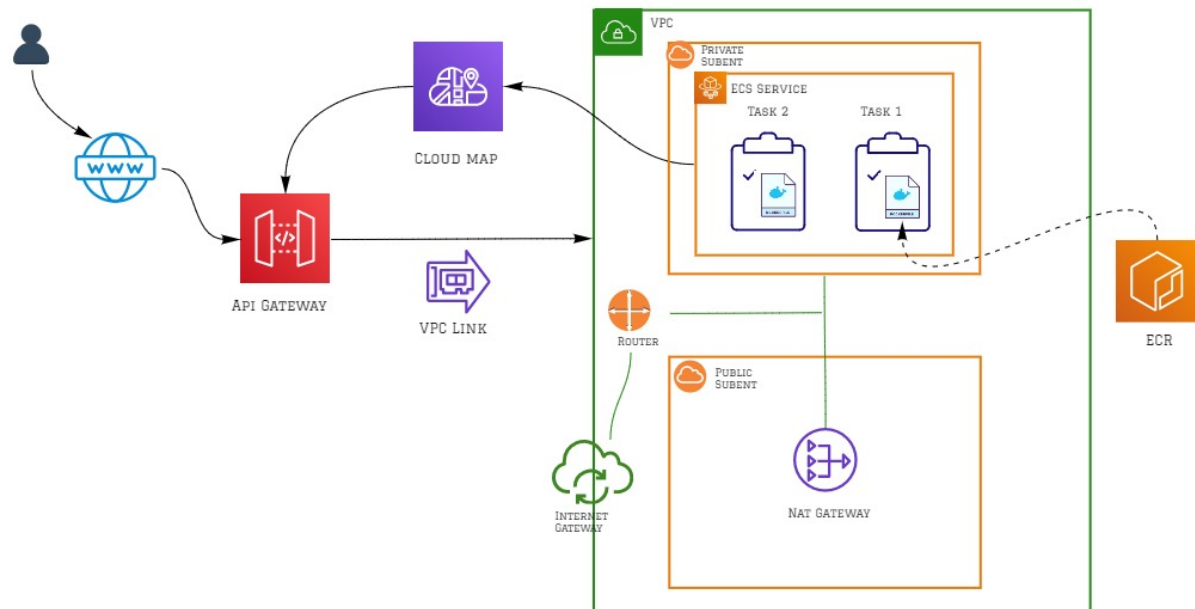 VPC
Private
Subent
ECS Service
Task 2
Task 1
WWW
Cloud map
Api Gateway
VPC Link
Router
ECR
Public
Subent
Internet
Gateway
Nat Gateway